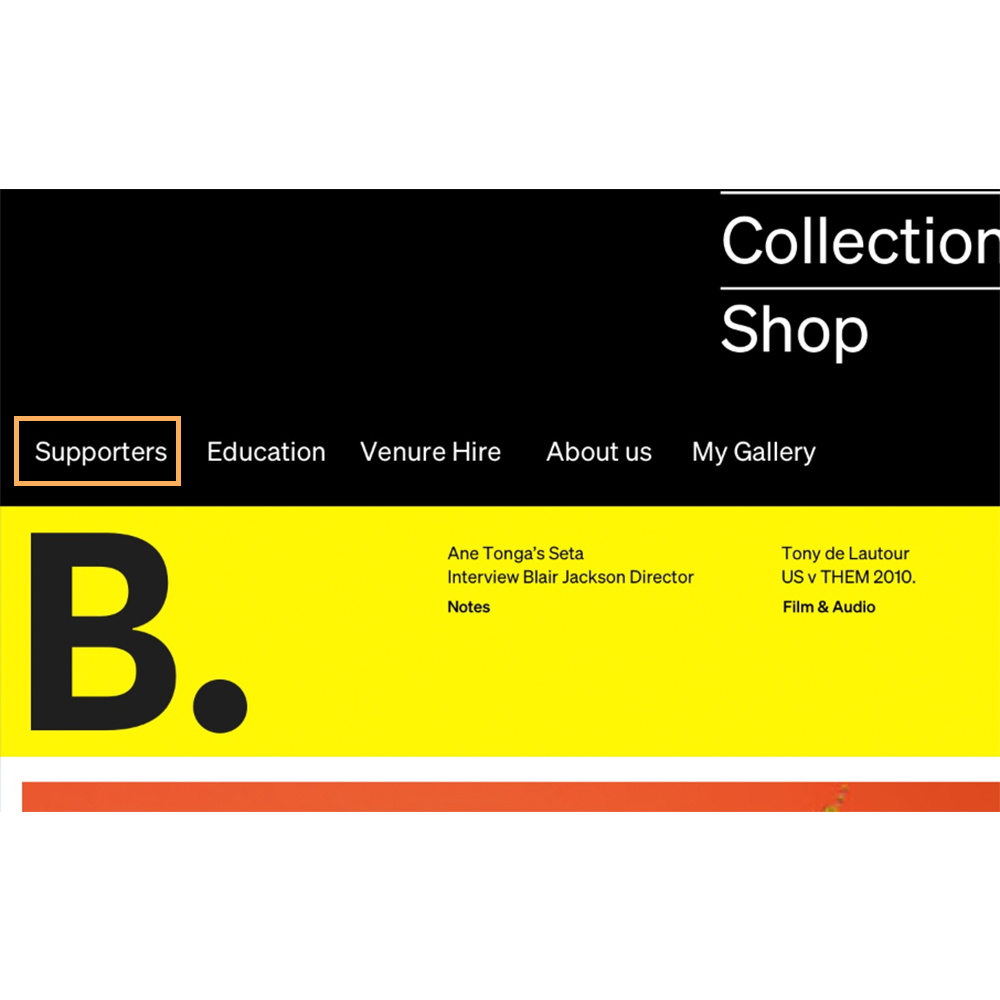 Collection
Shop
Supporters Education Venure Hire About us My Gallery
B.
Ane Tonga’s Seta
Interview Blair Jackson Director
Notes
Tony de Lautour
US v THEM 2010.
Film & Audio